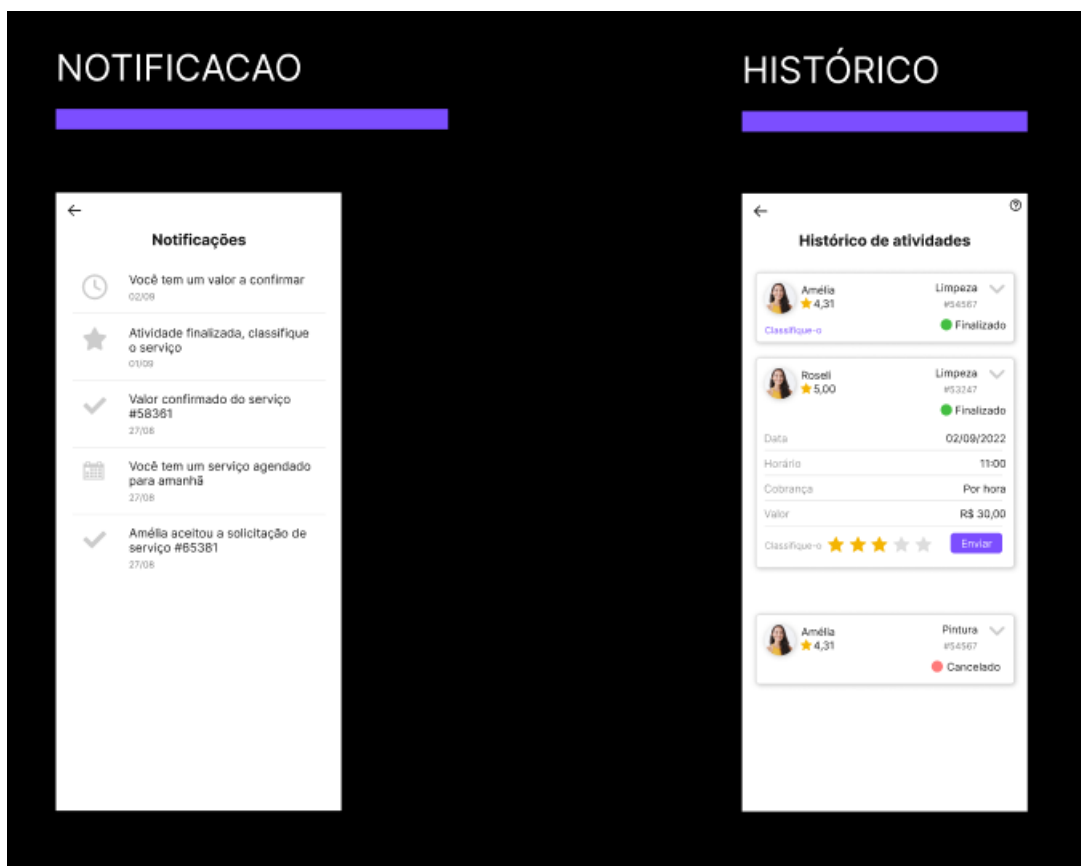 NOTIFICACAO
Notificações
Você tem um valor a confirmar
02/09
Atividade finalizada, classifique
o serviço
01/09
Valor confirmado do serviço
#58361
27/08
Você tem um serviço agendado
para amanhã
27/08
Amélia aceitou a solicitação de
serviço #65381
27/08
HISTÓRICO
Histórico de atividades
Amélia Limpeza
4,31 #54567
Classifique-o Finalizado
Roseli Limpeza
5,00 #53247
Finalizado
Data 02/09/2022
Horário 11:00
Cobrança Por hora
Valor R$ 30,00
Classifique-o Enviar
Amélia Pintura
4,31 #54567
Cancelado